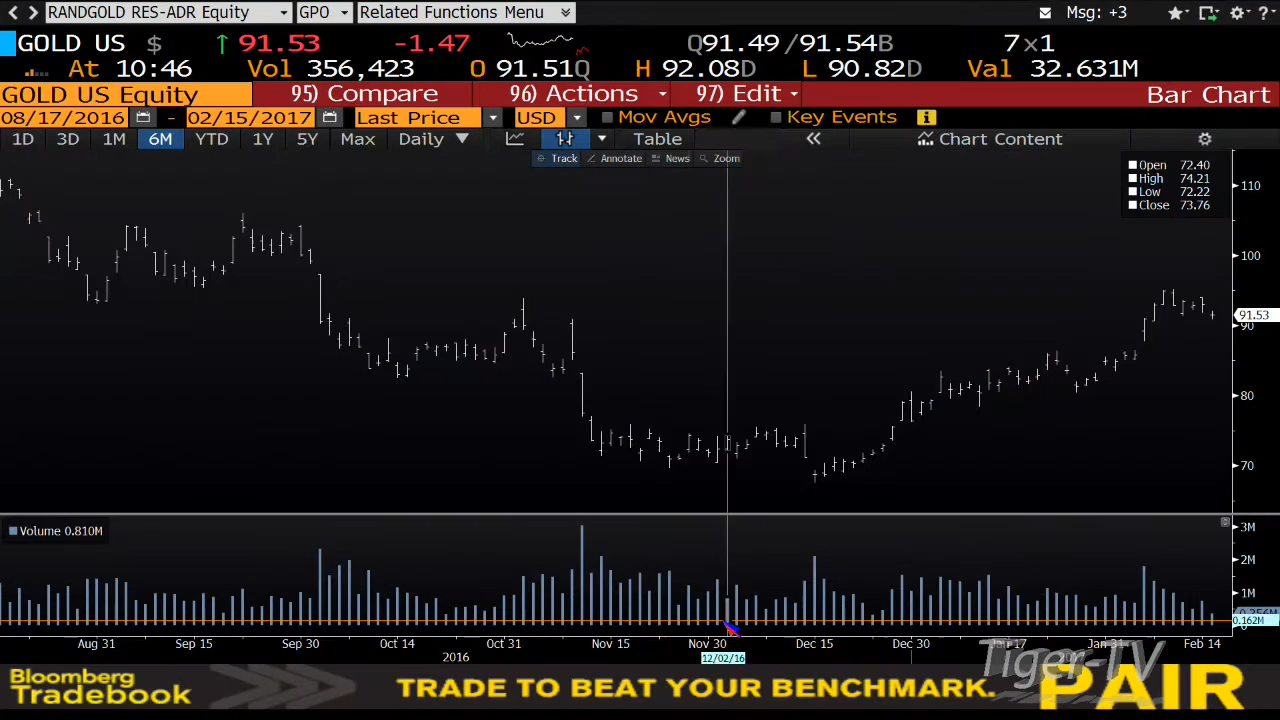 RANDGOLD RES-ADR Equity GPO Related Functions Menu Msg: +3 ?
GOLD US $ ↑ 91.53 -1.47 Q91.49 /91.54B 7x1
At 10:46 Vol 356,423 O 91.51Q H 92.08D L 90.82D Val 32.631M
GOLD US Equity 95) Compare 96) Actions 97) Edit Bar Chart
08/17/2016 - 02/15/2017 Last Price USD Mov Avgs Key Events i
1D 3D 1M 6M YTD 1Y 5Y Max Daily Table « Chart Content
Track Annotate News Zoom
Open 72.40
High 74.21
Low 72.22
Close 73.76
110
100
91.53
90
80
70
Volume 0.810M
3M
2M
1M
0.356M
0.162M
Aug 31 Sep 15 Sep 30 Oct 14 Oct 31 Nov 15 Nov 30 Dec 15 Dec 30 Jan 17 Jan 31 Feb 14
2016 12/02/16
Tiger-TV
Bloomberg
Tradebook
TRADE TO BEAT YOUR BENCHMARK. PAIR